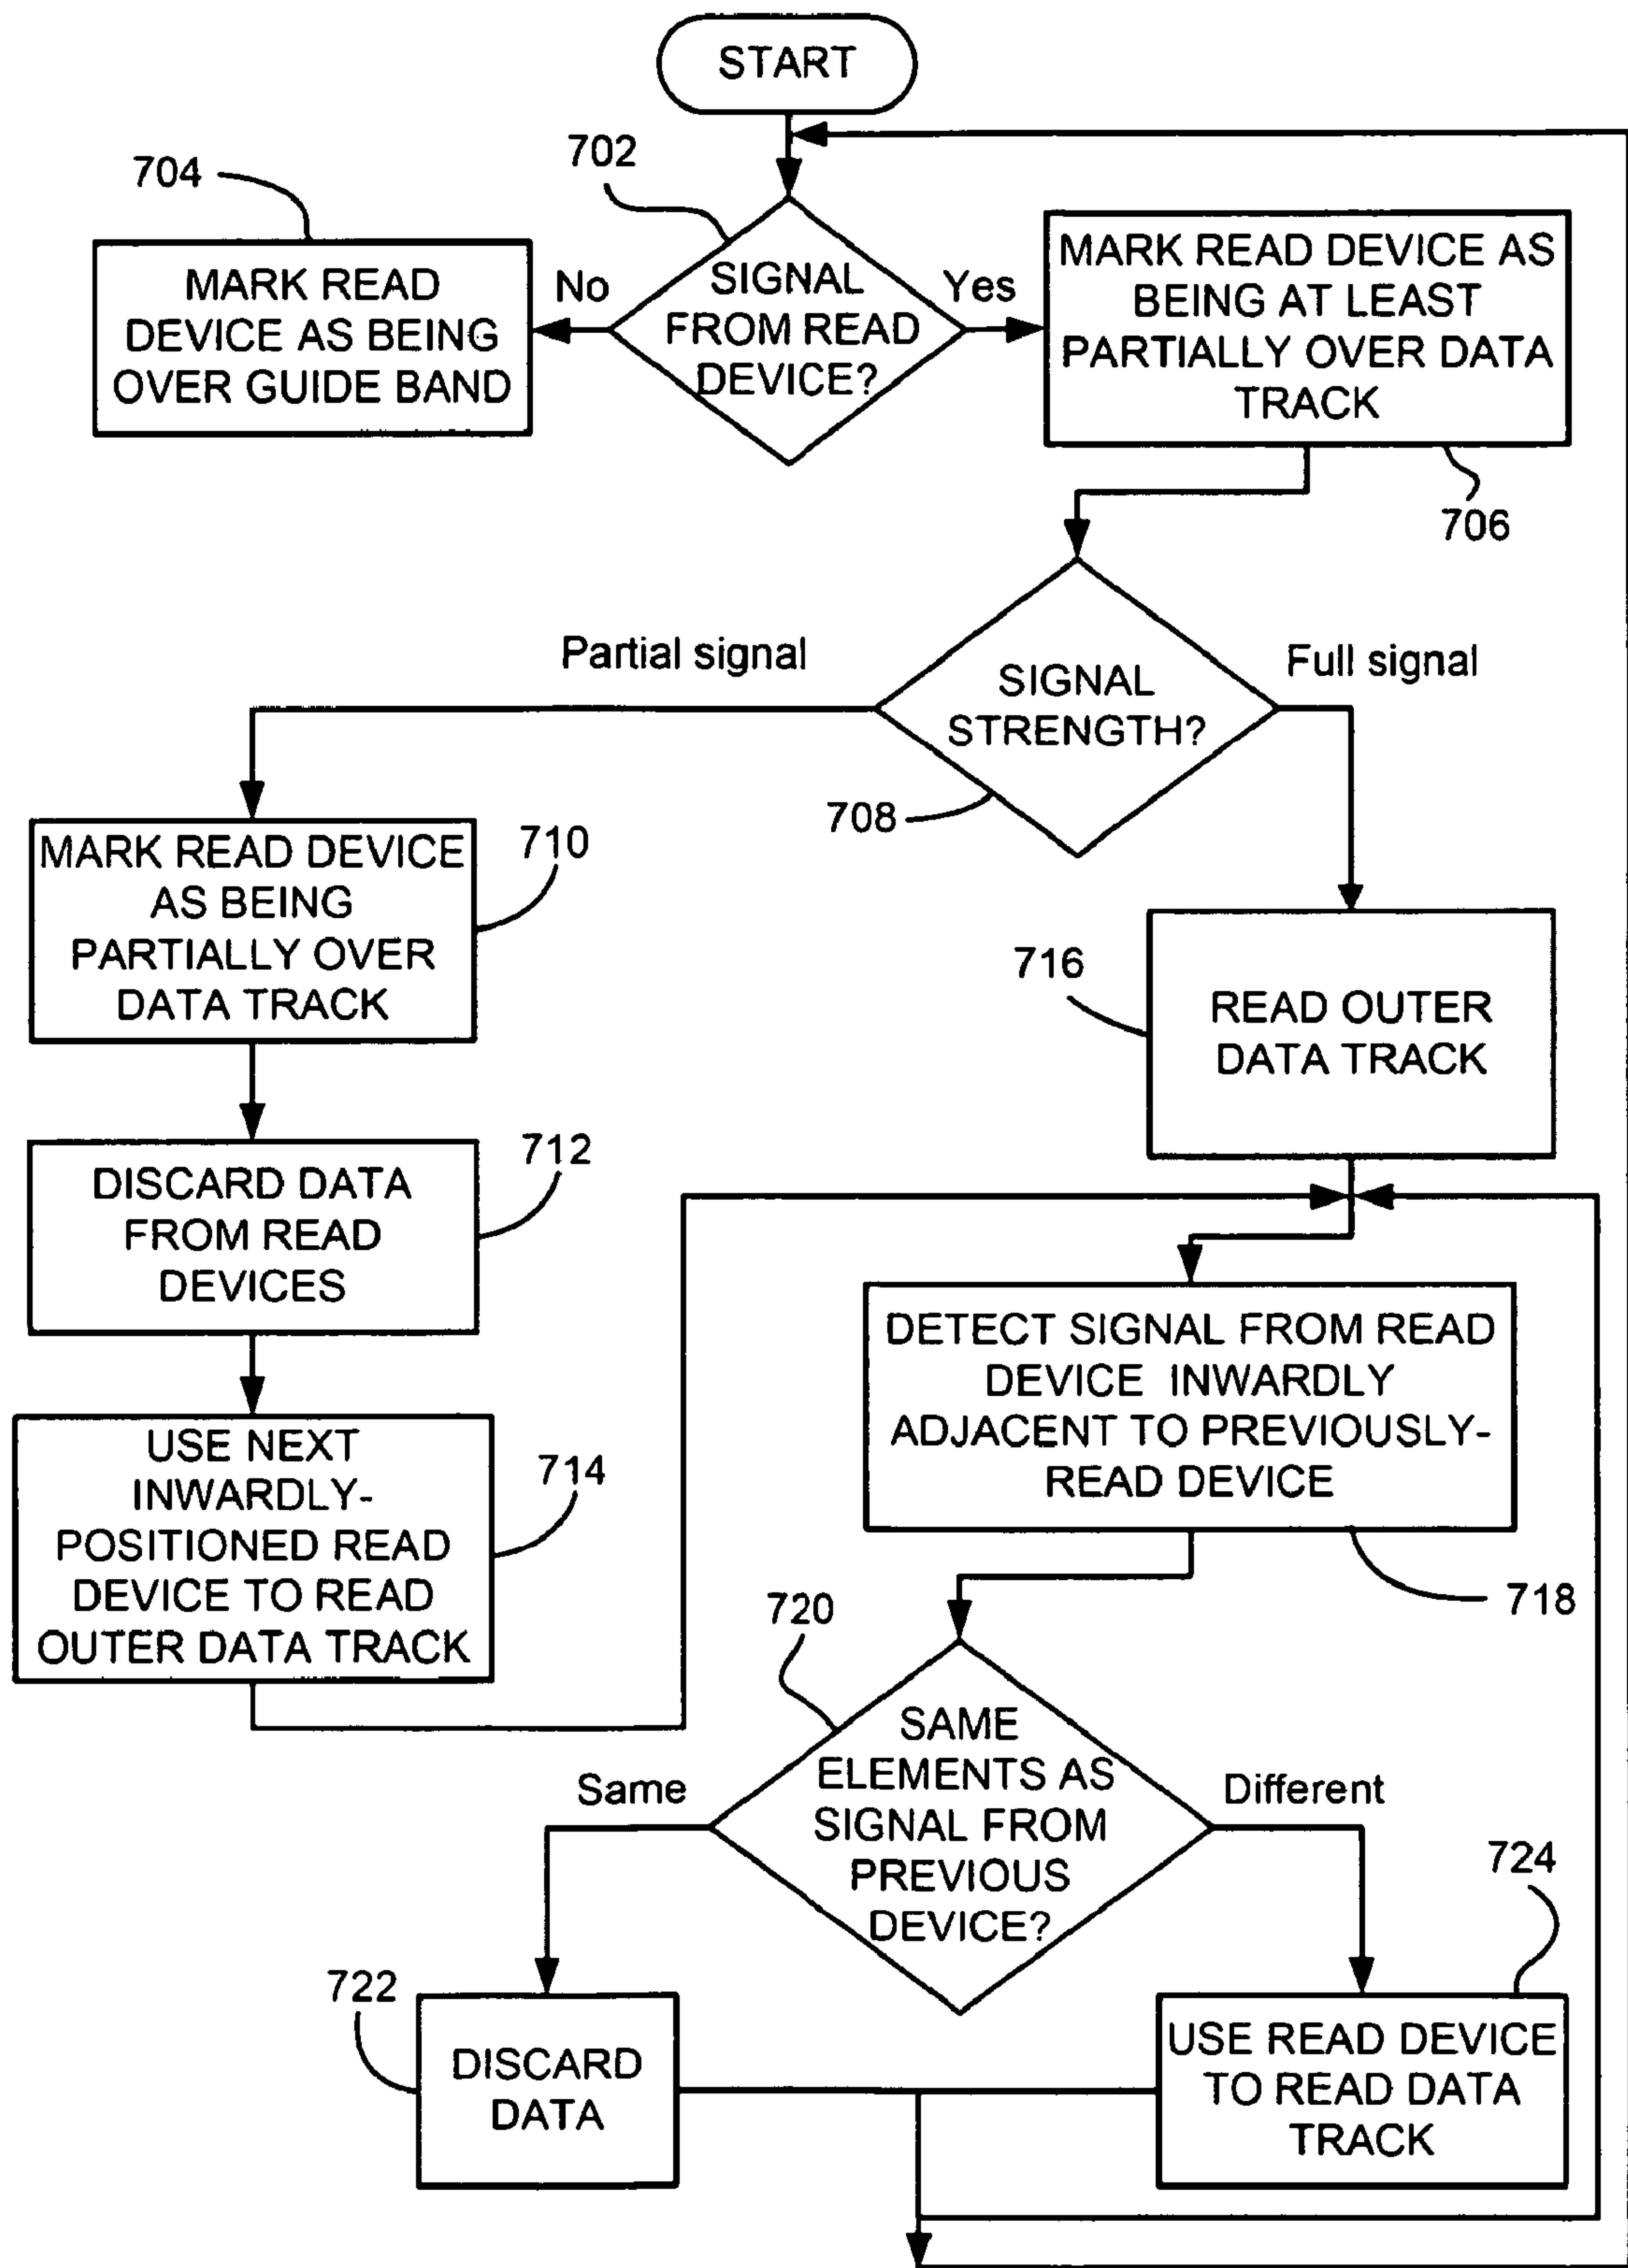 START
702
704
SIGNAL
FROM READ
DEVICE?
No
Yes
MARK READ
DEVICE AS BEING
OVER GUIDE BAND
MARK READ DEVICE AS
BEING AT LEAST
PARTIALLY OVER DATA
TRACK
706
Partial signal
Full signal
SIGNAL
STRENGTH?
708
MARK READ DEVICE
AS BEING
PARTIALLY OVER
DATA TRACK
710
716
READ OUTER
DATA TRACK
DISCARD DATA
FROM READ
DEVICES
712
USE NEXT
INWARDLY-
POSITIONED READ
DEVICE TO READ
OUTER DATA TRACK
714
DETECT SIGNAL FROM READ
DEVICE INWARDLY
ADJACENT TO PREVIOUSLY-
READ DEVICE
718
720
SAME
ELEMENTS AS
SIGNAL FROM
PREVIOUS
DEVICE?
Same
Different
722
DISCARD
DATA
724
USE READ DEVICE
TO READ DATA
TRACK